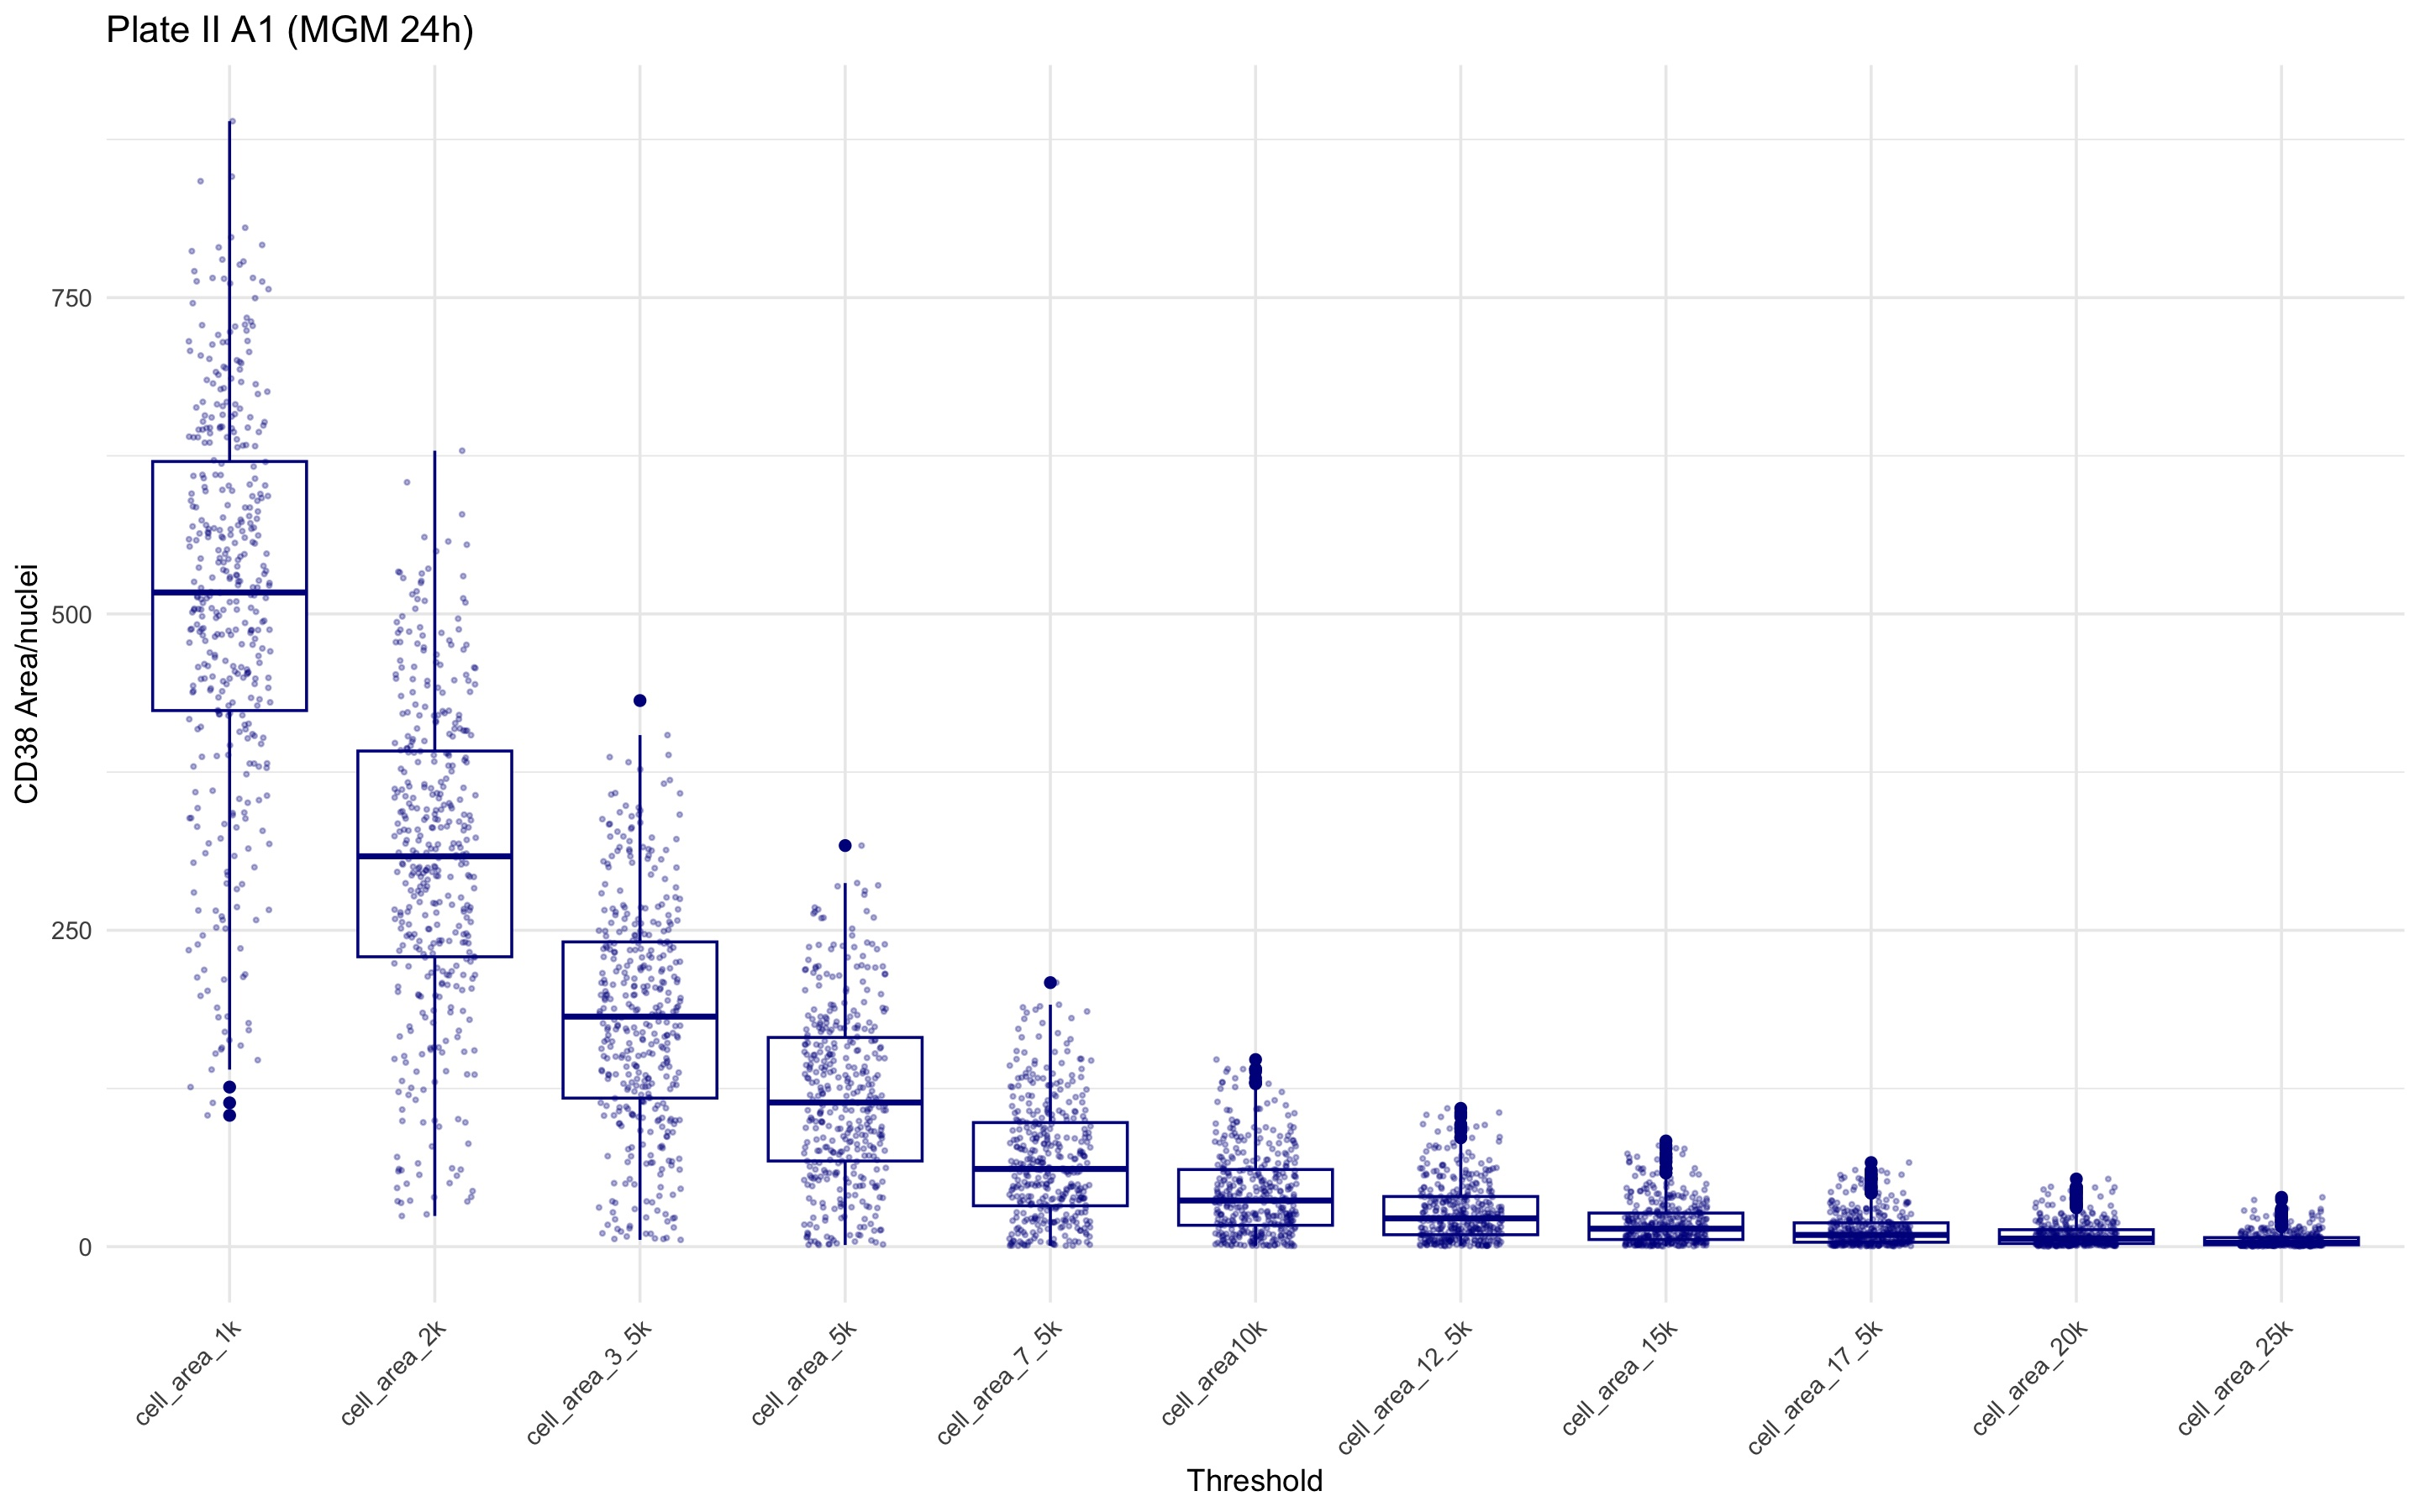 Plate II A1 (MGM 24h)
CD38 Area/nuclei
750
500
250
0
cell_area_1k
cell_area_2k
cell_area_3_5k
cell_area_5k
cell_area_7_5k
cell_area10k
cell_area_12_5k
cell_area_15k
cell_area_17_5k
cell_area_20k
cell_area_25k
Threshold